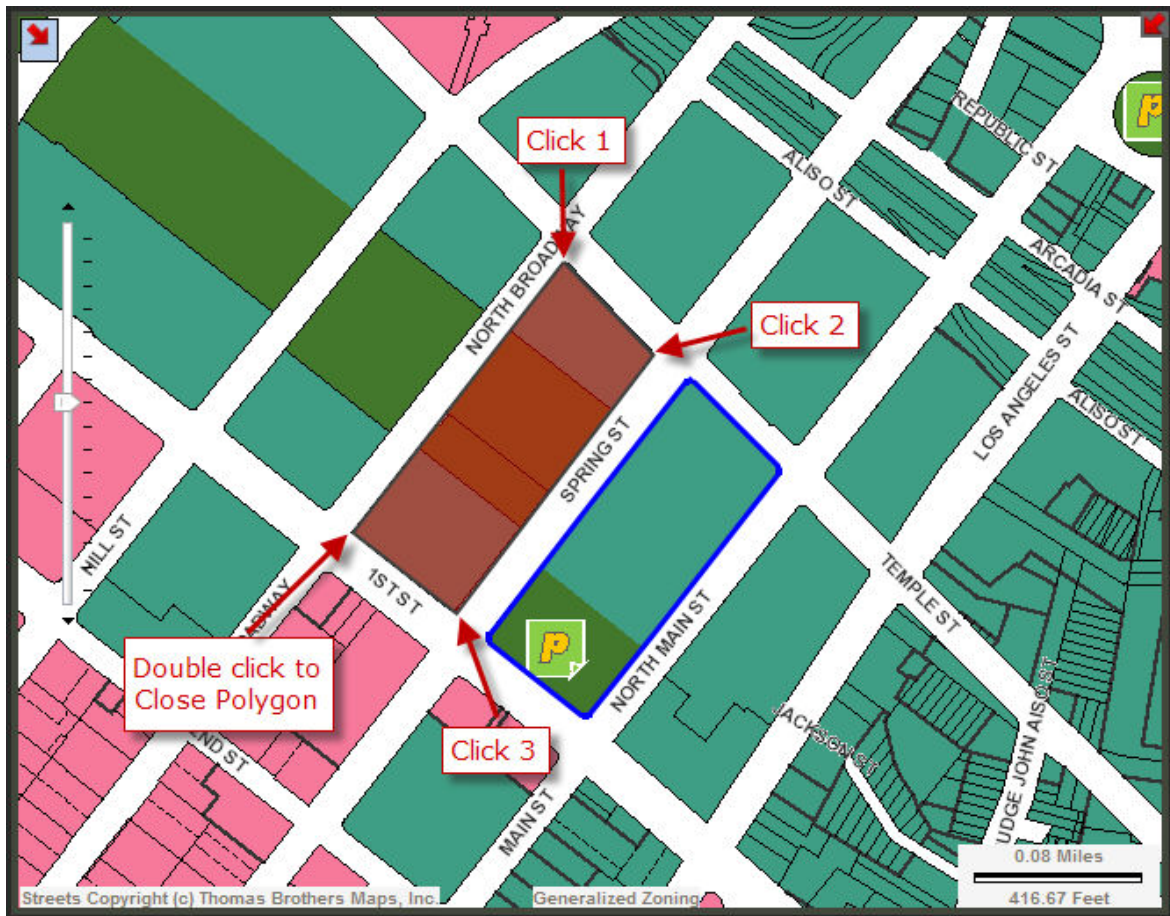 Click 1
REPUBLIC ST
ALISO ST
NORTH BROADWAY
ARCADIA ST
Click 2
LOS ANGELES ST
ALISO ST
SPRING ST
HILL ST
1ST ST
TEMPLE ST
NORTH MAIN ST
Double click to
Close Polygon
P
P
JACKSON ST
JUDGE JOHN AISO ST
Click 3
MAIN ST
0.08 Miles
Streets Copyright (c) Thomas Brothers Maps, Inc.
Generalized Zoning
416.67 Feet